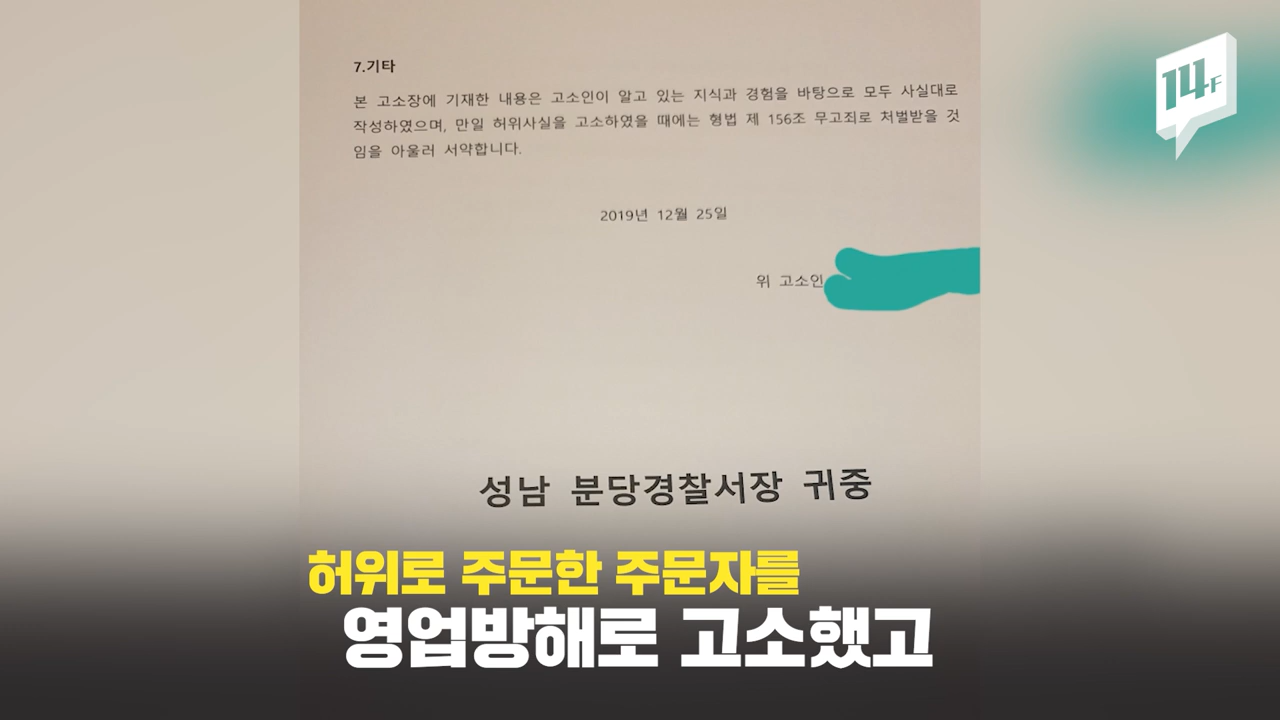 14F
7.기타
본 고소장에 기재한 내용은 고소인이 알고 있는 지식과 경험을 바탕으로 모두 사실대로
작성하였으며, 만일 허위사실을 고소하였을 때에는 형법 제 156조 무고죄로 처벌받을 것
임을 아울러 서약합니다.
2019년 12월 25일
위 고소인
성남 분당경찰서장 귀중
허위로 주문한 주문자를
영업방해로 고소했고